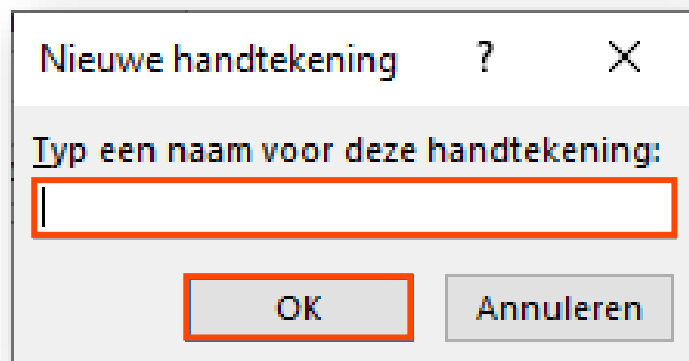 Nieuwe handtekening ?
Typ een naam voor deze handtekening:
OK Annuleren